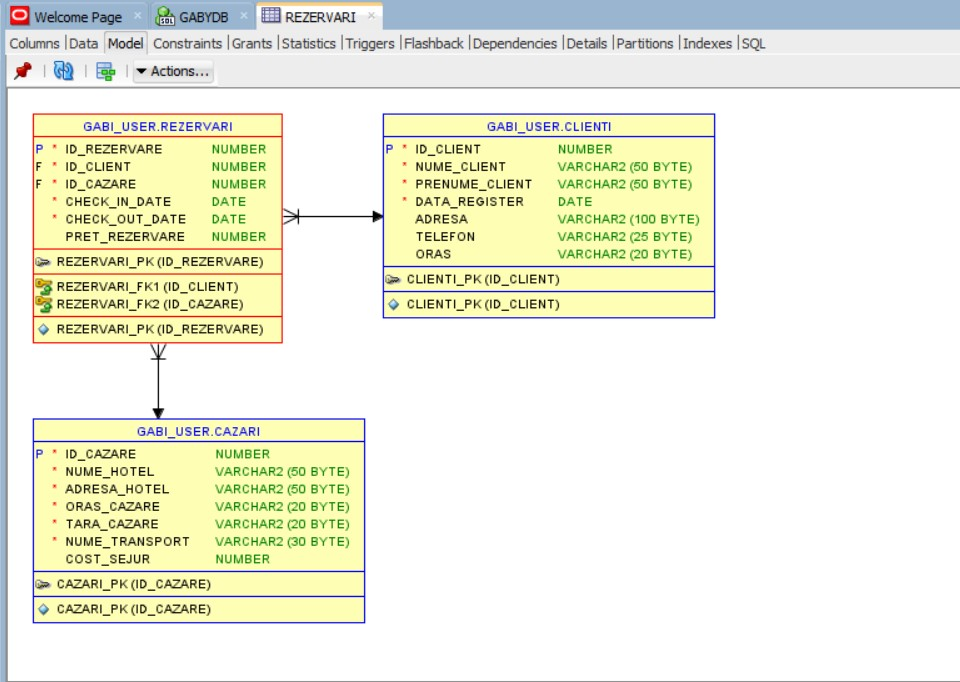 Welcome Page GABYDB REZERVARI
Columns Data Model Constraints Grants Statistics Triggers Flashback Dependencies Details Partitions Indexes SQL
Actions...
GABI_USER.REZERVARI
P * ID_REZERVARE NUMBER
F * ID_CLIENT NUMBER
F * ID_CAZARE NUMBER
* CHECK_IN_DATE DATE
* CHECK_OUT_DATE DATE
PRET_REZERVARE NUMBER
REZERVARI_PK (ID_REZERVARE)
REZERVARI_FK1 (ID_CLIENT)
REZERVARI_FK2 (ID_CAZARE)
REZERVARI_PK (ID_REZERVARE)
GABI_USER.CLIENTI
P * ID_CLIENT NUMBER
* NUME_CLIENT VARCHAR2 (50 BYTE)
* PRENUME_CLIENT VARCHAR2 (50 BYTE)
* DATA_REGISTER DATE
ADRESA VARCHAR2 (100 BYTE)
TELEFON VARCHAR2 (25 BYTE)
ORAS VARCHAR2 (20 BYTE)
CLIENTI_PK (ID_CLIENT)
CLIENTI_PK (ID_CLIENT)
GABI_USER.CAZARI
P * ID_CAZARE NUMBER
* NUME_HOTEL VARCHAR2 (50 BYTE)
* ADRESA_HOTEL VARCHAR2 (50 BYTE)
* ORAS_CAZARE VARCHAR2 (20 BYTE)
* TARA_CAZARE VARCHAR2 (20 BYTE)
* NUME_TRANSPORT VARCHAR2 (30 BYTE)
COST_SEJUR NUMBER
CAZARI_PK (ID_CAZARE)
CAZARI_PK (ID_CAZARE)